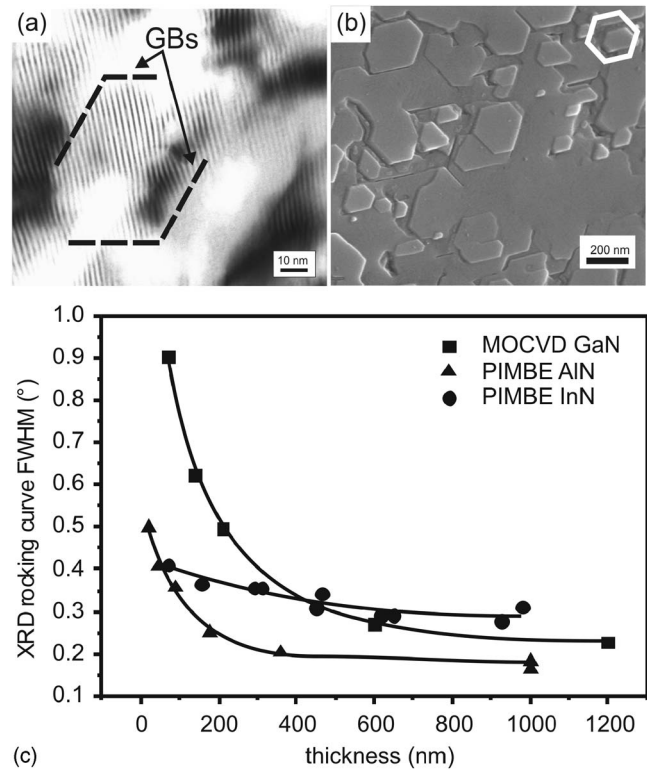 (a)
GBs
10 nm
(b)
200 nm
1.0
0.9
0.8
0.7
0.6
0.5
0.4
0.3
0.2
0.1
XRD rocking curve FWHM (°)
MOCVD GaN
PIMBE AlN
PIMBE InN
0
200
400
600
800
1000
1200
thickness (nm)
(c)